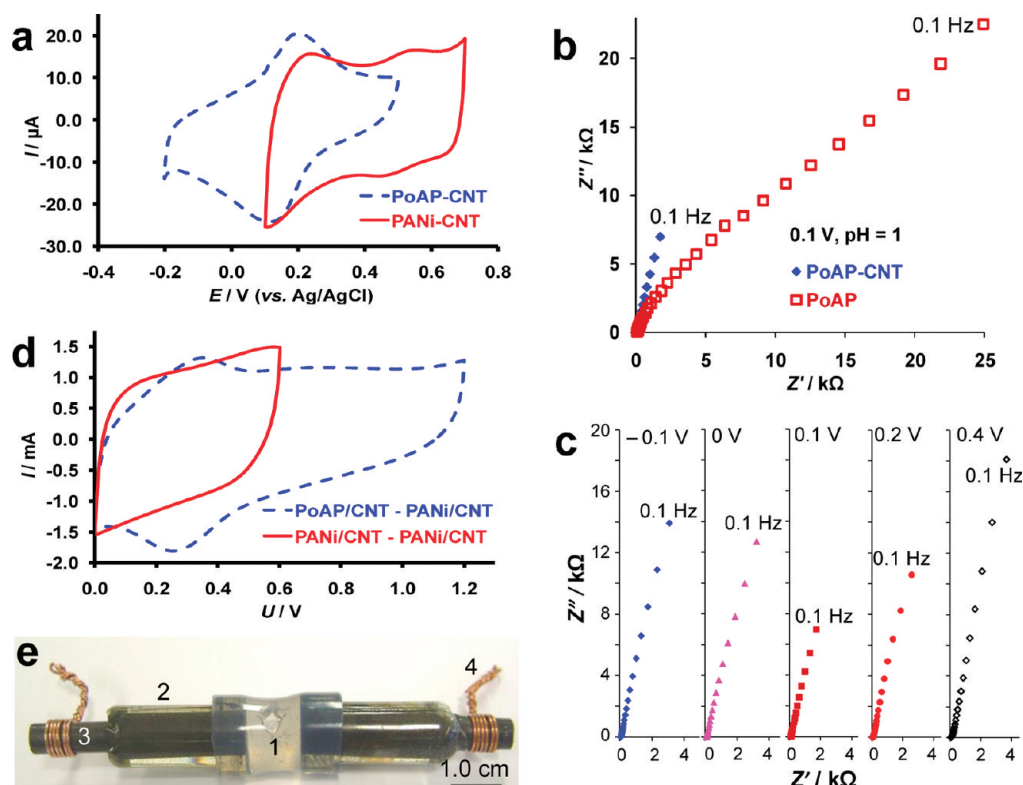 a
20.0
10.0
0.0
-10.0
-20.0
-30.0
I / µA
-0.4 -0.2 0.0 0.2 0.4 0.6 0.8
E / V (vs. Ag/AgCl)
PoAP-CNT
PANi-CNT
b
20
15
10
5
0
Z″ / kΩ
0 5 10 15 20 25
Z′ / kΩ
0.1 Hz
0.1 Hz
0.1 V, pH = 1
PoAP-CNT
PoAP
d
1.5
1.0
0.5
0.0
-0.5
-1.0
-1.5
-2.0
I / mA
0.0 0.2 0.4 0.6 0.8 1.0 1.2
U / V
PoAP/CNT - PANi/CNT
PANi/CNT - PANi/CNT
c
20
18
16
14
12
10
8
6
4
2
0
Z″ / kΩ
−0.1 V 0V 0.1 V 0.2 V 0.4 V
0.1 Hz
0.1 Hz
0.1 Hz
0.1 Hz
0.1 Hz
0 2 4 0 2 4 0 2 4 0 2 4 0 2 4
Z′ / kΩ
e
1
2
3
4
1.0 cm